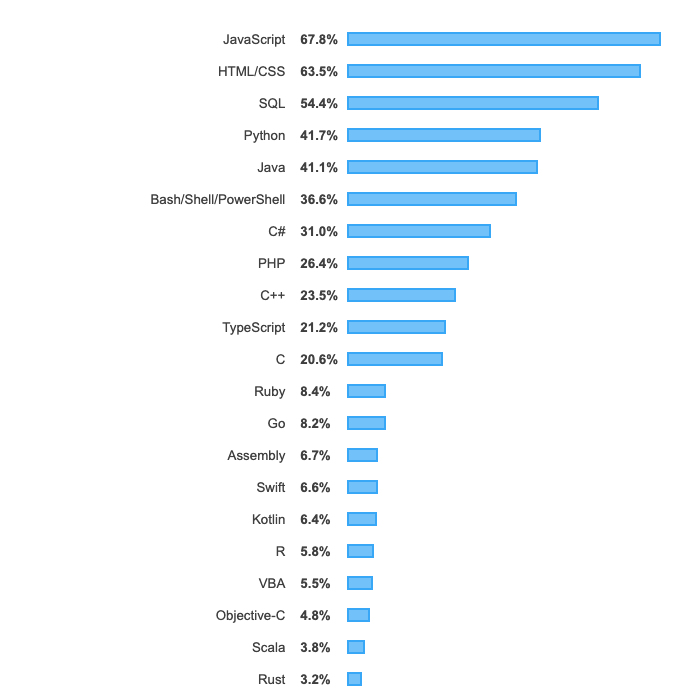 JavaScript 67.8%
HTML/CSS 63.5%
SQL 54.4%
Python 41.7%
Java 41.1%
Bash/Shell/PowerShell 36.6%
C# 31.0%
PHP 26.4%
C++ 23.5%
TypeScript 21.2%
C 20.6%
Ruby 8.4%
Go 8.2%
Assembly 6.7%
Swift 6.6%
Kotlin 6.4%
R 5.8%
VBA 5.5%
Objective-C 4.8%
Scala 3.8%
Rust 3.2%